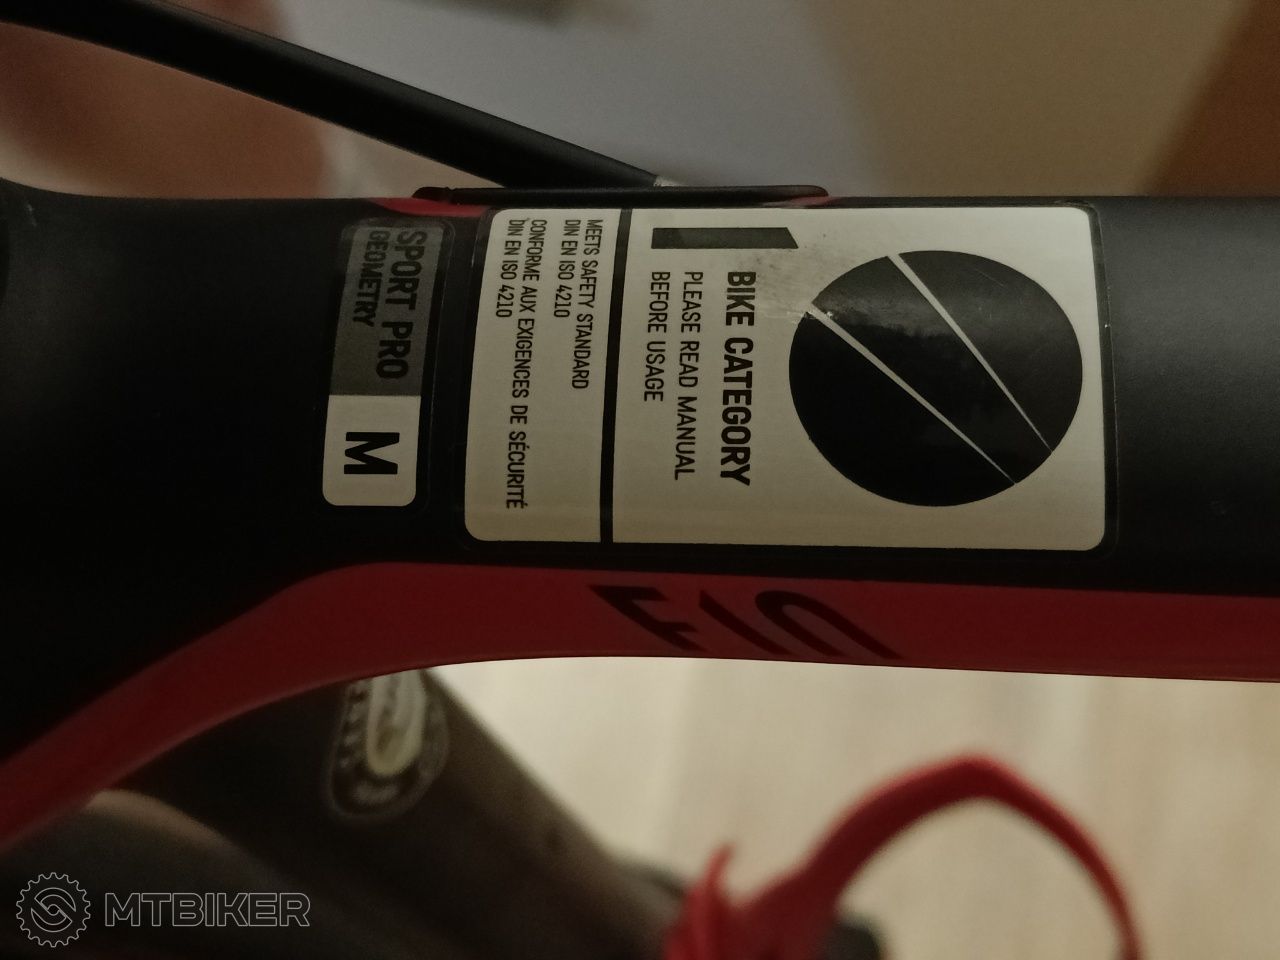 SPORT PRO
GEOMETRY
M
MEETS SAFETY STANDARD
DIN EN ISO 4210
CONFORME AUX EXIGENCES DE SÉCURITÉ
DIN EN ISO 4210
1
BIKE CATEGORY
PLEASE READ MANUAL
BEFORE USAGE
MTBIKER